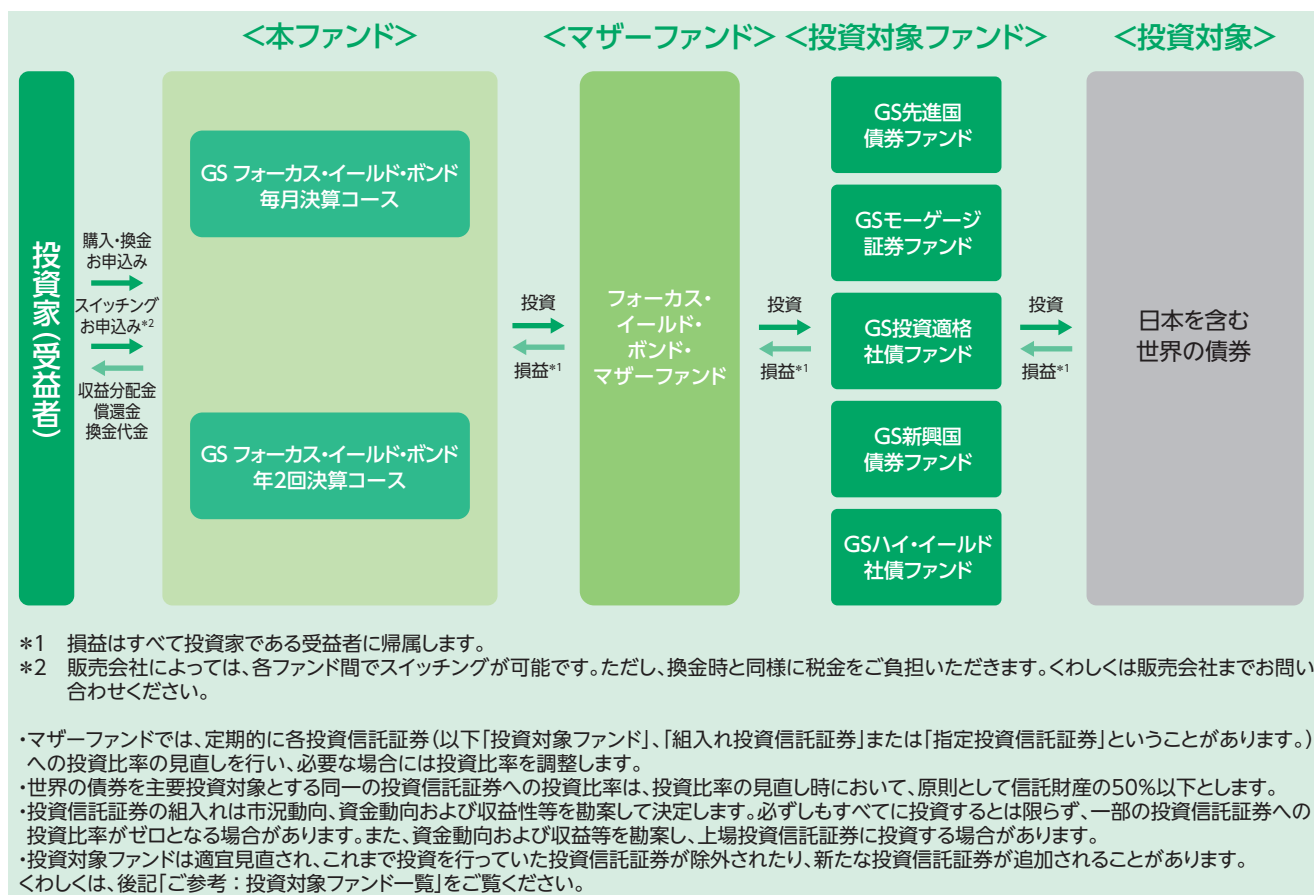 <本ファンド>
<マザーファンド>
<投資対象ファンド>
<投資対象>
投資家(受益者)
購入・換金
お申込み
スイッチング
お申込み*2
収益分配金
償還金
換金代金
GS フォーカス・イールド・ボンド
毎月決算コース
GS フォーカス・イールド・ボンド
年2回決算コース
投資
損益*1
フォーカス・
イールド・
ボンド・
マザーファンド
投資
損益*1
GS先進国
債券ファンド
GSモーゲージ
証券ファンド
GS投資適格
社債ファンド
GS新興国
債券ファンド
GSハイ・イールド
社債ファンド
投資
損益*1
日本を含む
世界の債券
*1 損益はすべて投資家である受益者に帰属します。
*2 販売会社によっては、各ファンド間でスイッチングが可能です。ただし、換金時と同様に税金をご負担いただきます。くわしくは販売会社までお問い
合わせください。
・マザーファンドでは、定期的に各投資信託証券(以下「投資対象ファンド」、「組入れ投資信託証券」または「指定投資信託証券」ということがあります。)
への投資比率の見直しを行い、必要な場合には投資比率を調整します。
・世界の債券を主要投資対象とする同一の投資信託証券への投資比率は、投資比率の見直し時において、原則として信託財産の50%以下とします。
・投資信託証券の組入れは市況動向、資金動向および収益性等を勘案して決定します。必ずしもすべてに投資するとは限らず、一部の投資信託証券への
投資比率がゼロとなる場合があります。また、資金動向および収益等を勘案し、上場投資信託証券に投資する場合があります。
・投資対象ファンドは適宜見直され、これまで投資を行っていた投資信託証券が除外されたり、新たな投資信託証券が追加されることがあります。
くわしくは、後記「ご参考:投資対象ファンド一覧」をご覧ください。